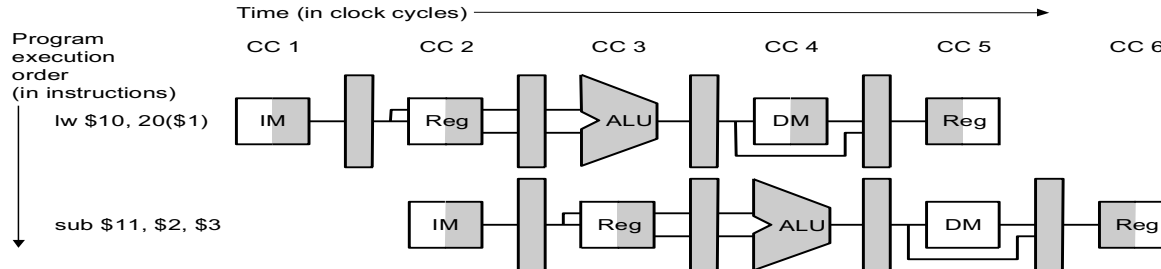 Time (in clock cycles)
Program
execution
order
(in instructions)
CC 1 CC 2 CC 3 CC 4 CC 5 CC 6
lw $10, 20($1) IM Reg ALU DM Reg
sub $11, $2, $3 IM Reg ALU DM Reg